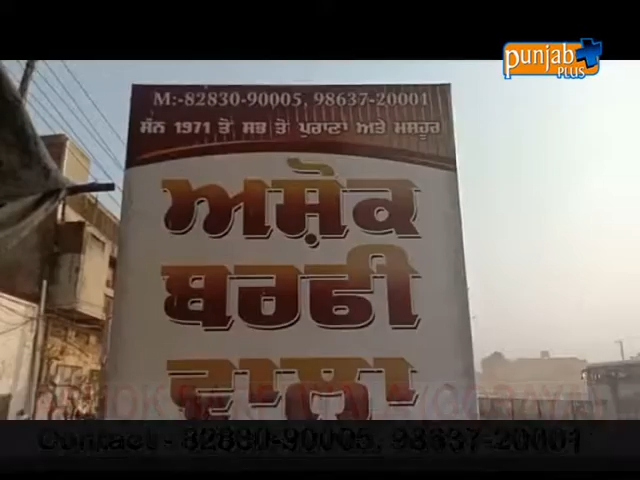 punjab
PLUS
M:-82830-90005, 98637-20001
ਸੰਨ 1971 ਤੋਂ ਸਭ ਤੋਂ ਪੁਰਾਣਾ ਅਤੇ ਮਸ਼ਹੂਰ
ਅਸ਼ੋਕ
ਬਰਫੀ
ਵਾਲਾ
Contact - 82830-90005, 98637-20001